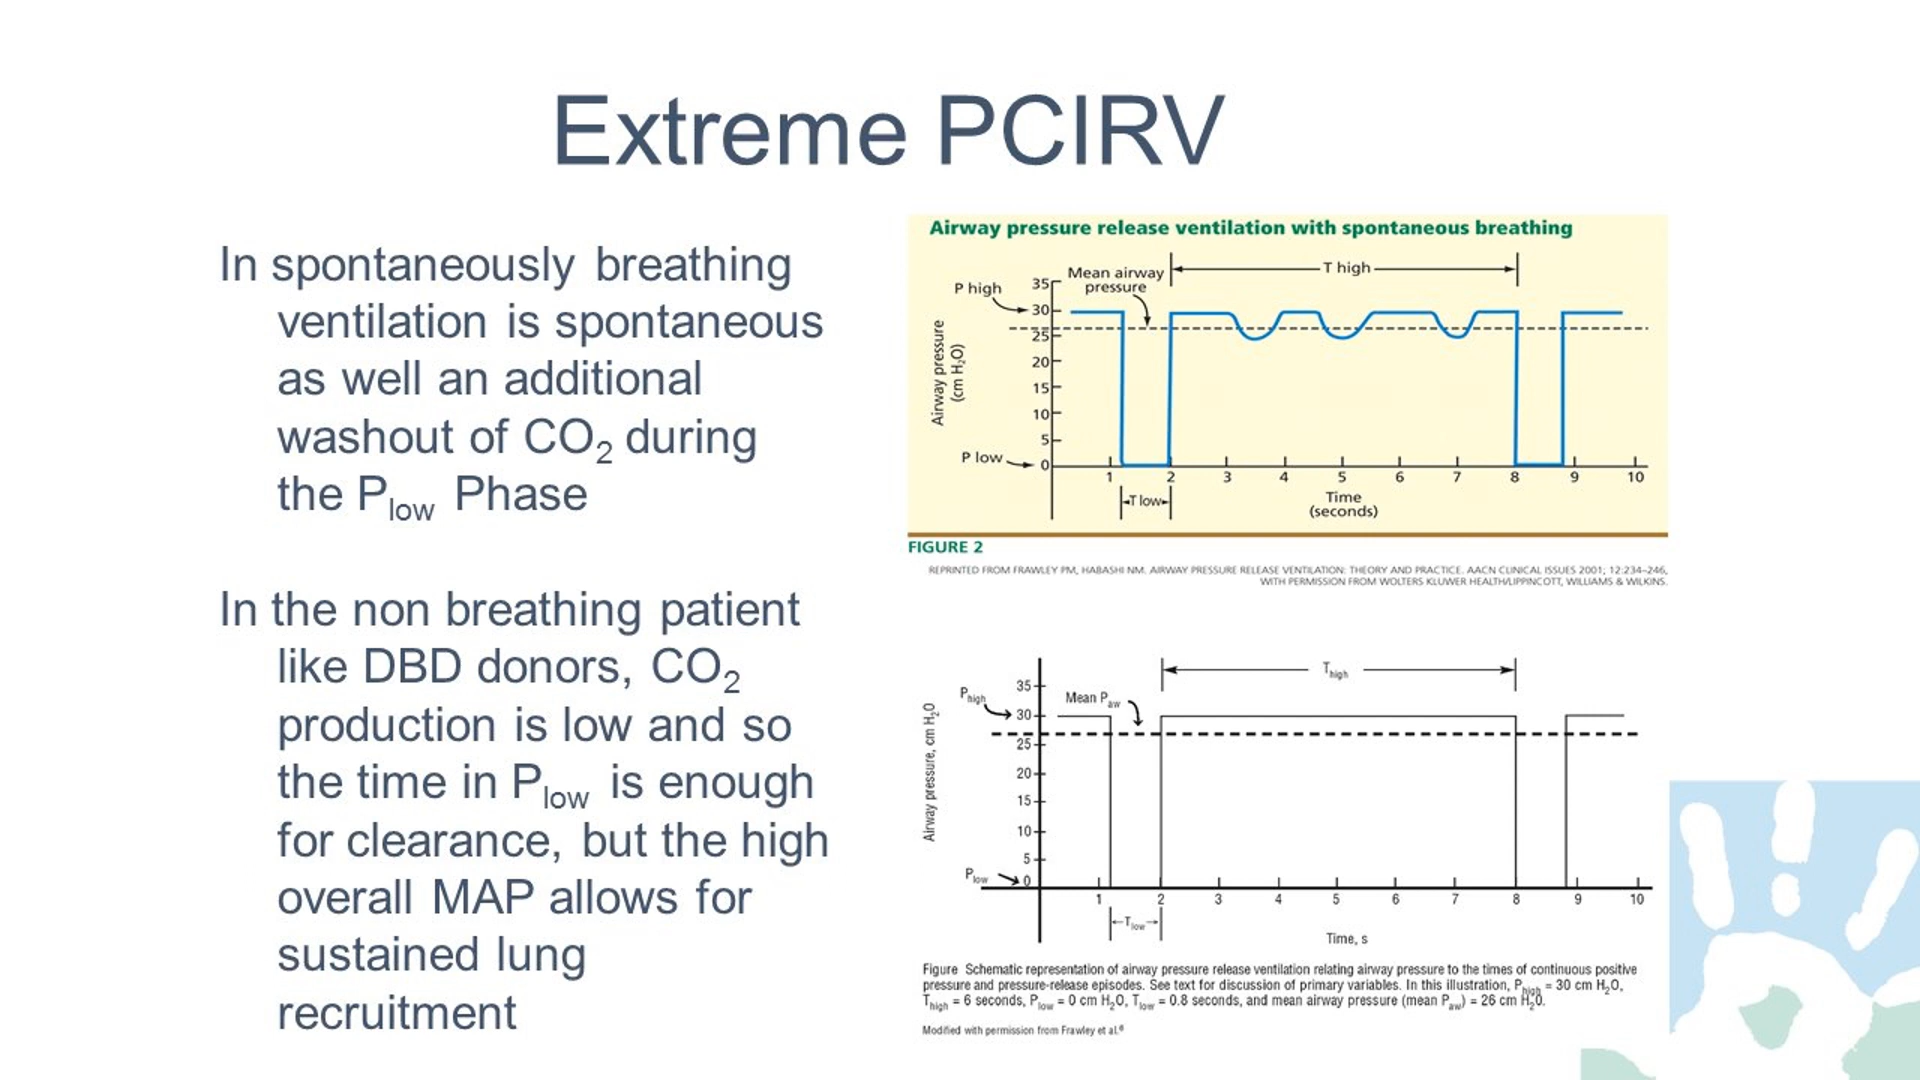 Extreme PCIRV
In spontaneously breathing
ventilation is spontaneous
as well an additional
washout of CO2 during
the Plow Phase
In the non breathing patient
like DBD donors, CO2
production is low and so
the time in Plow is enough
for clearance, but the high
overall MAP allows for
sustained lung
recruitment
Airway pressure release ventilation with spontaneous breathing
T high
Mean airway
pressure
P high
35
30
25
20
15
10
5
0
Airway pressure
(cm H2O)
P low
1 2 3 4 5 6 7 8 9 10
T low
Time
(seconds)
FIGURE 2
REPRINTED FROM FRAWLEY PM, HABASHI NM. AIRWAY PRESSURE RELEASE VENTILATION: THEORY AND PRACTICE. AACN CLINICAL ISSUES 2001; 12:234–246,
WITH PERMISSION FROM WOLTERS KLUWER HEALTH/LIPPINCOTT, WILLIAMS & WILKINS.
Thigh
Phigh
Mean Paw
35
30
25
20
15
10
5
0
Airway pressure, cm H2O
Plow
1 2 3 4 5 6 7 8 9 10
Tlow
Time, s
Figure Schematic representation of airway pressure release ventilation relating airway pressure to the times of continuous positive
pressure and pressure-release episodes. See text for discussion of primary variables. In this illustration, Phigh = 30 cm H2O,
Thigh = 6 seconds, Plow = 0 cm H2O, Tlow = 0.8 seconds, and mean airway pressure (mean Paw) = 26 cm H2O.
Modified with permission from Frawley et al.6